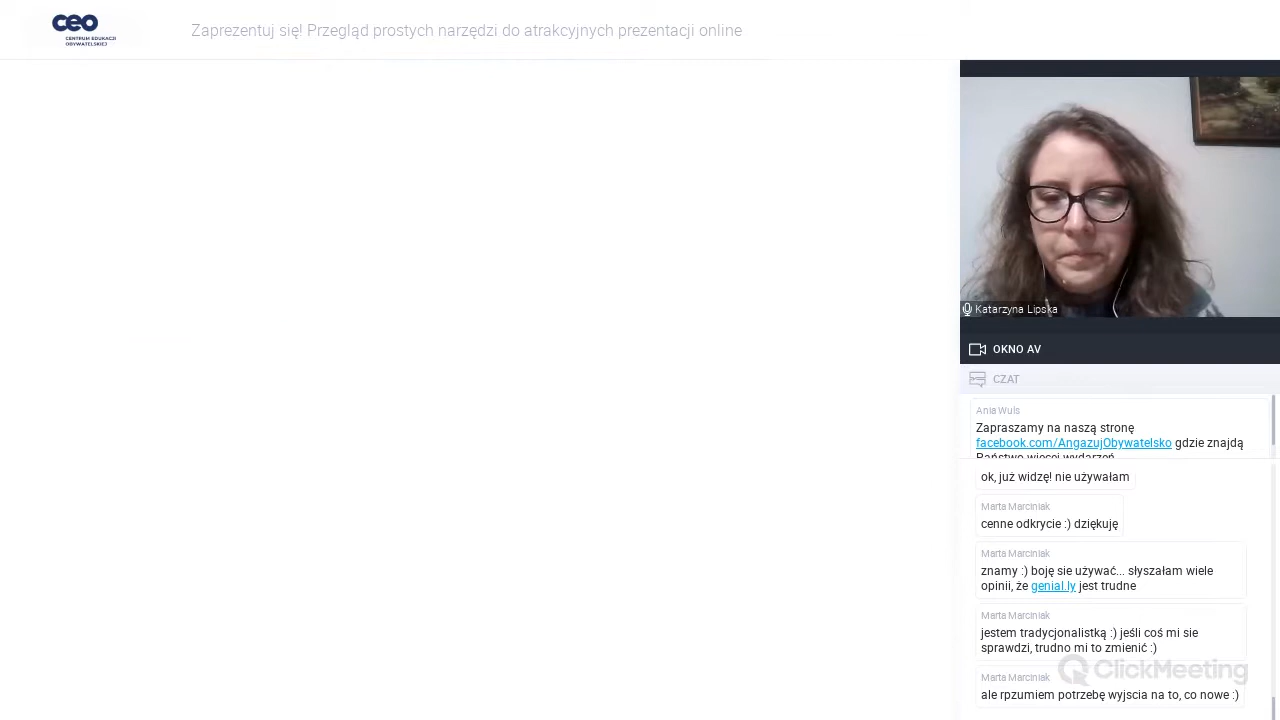 ceo
CENTRUM EDUKACJI
OBYWATELSKIEJ
Zaprezentuj się! Przegląd prostych narzędzi do atrakcyjnych prezentacji online
Katarzyna Lipska
OKNO AV
CZAT
Ania Wuls
Zapraszamy na naszą stronę
facebook.com/AngazujObywatelsko gdzie znajdą
Państwo więcej wydarzeń
ok, już widzę! nie używałam
Marta Marciniak
cenne odkrycie :) dziękuję
Marta Marciniak
znamy :) boję sie używać... słyszałam wiele
opinii, że genial.ly jest trudne
Marta Marciniak
jestem tradycjonalistką :) jeśli coś mi sie
sprawdzi, trudno mi to zmienić :)
ClickMeeting
Marta Marciniak
ale rpzumiem potrzebę wyjscia na to, co nowe :)